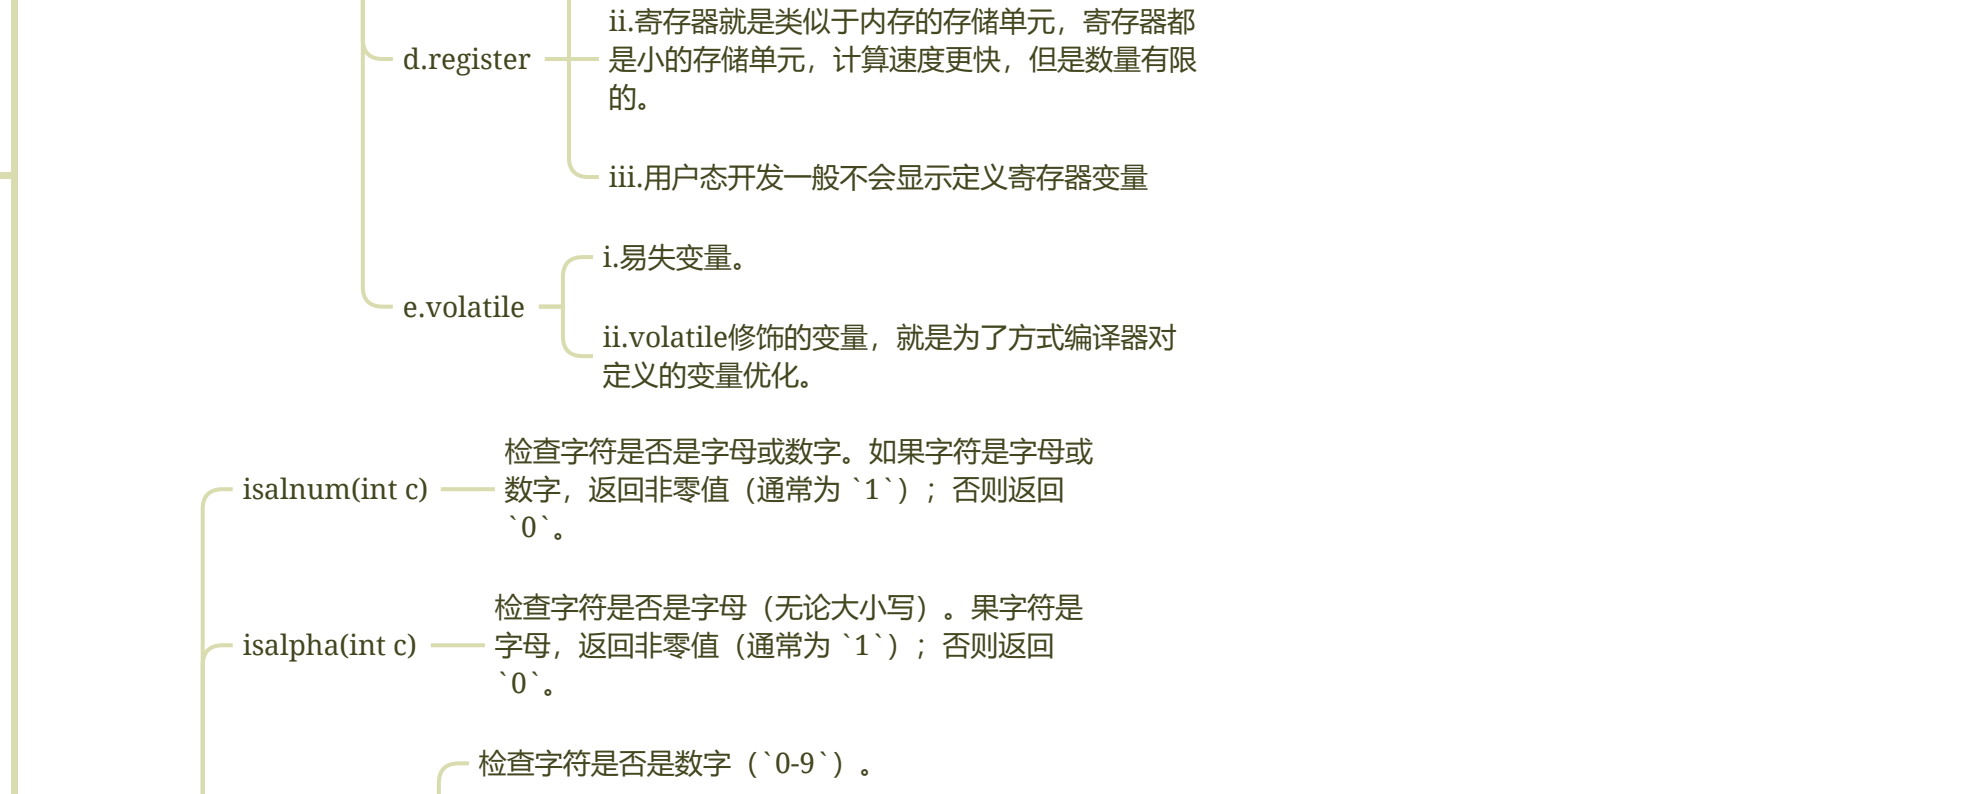 ii.寄存器就是类似于内存的存储单元，寄存器都
d.register
是小的存储单元，计算速度更快，但是数量有限
的。
iii.用户态开发一般不会显示定义寄存器变量
i.易失变量。
e.volatile
ii.volatile修饰的变量，就是为了方式编译器对
定义的变量优化。
检查字符是否是字母或数字。如果字符是字母或
isalnum(int c)
数字，返回非零值（通常为 `1`）；否则返回
`0`。
检查字符是否是字母（无论大小写）。果字符是
isalpha(int c)
字母，返回非零值（通常为 `1`）；否则返回
`0`。
检查字符是否是数字（`0-9`）。